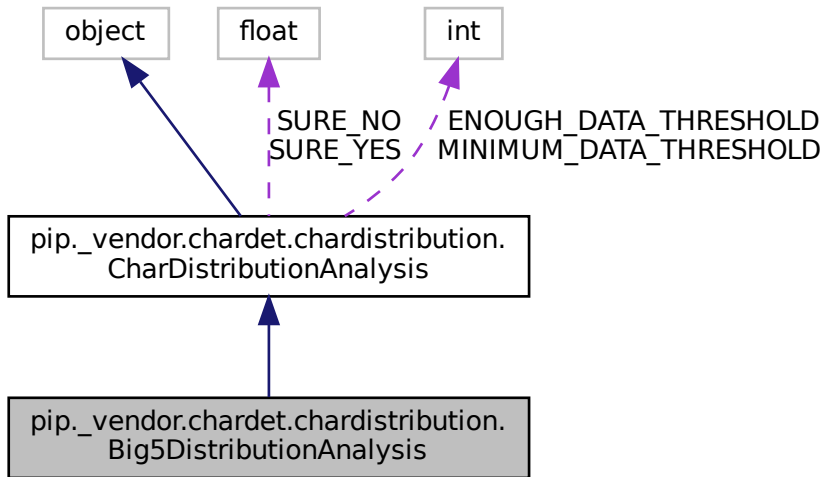 object
float
int
SURE_NO
SURE_YES
ENOUGH_DATA_THRESHOLD
MINIMUM_DATA_THRESHOLD
pip._vendor.chardet.chardistribution.
CharDistributionAnalysis
pip._vendor.chardet.chardistribution.
Big5DistributionAnalysis